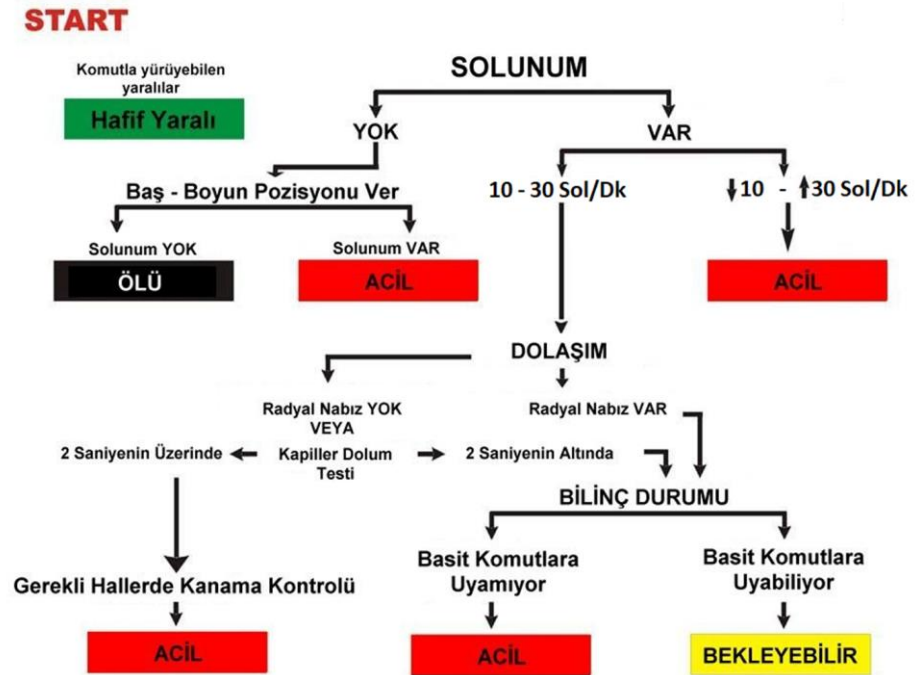 START
Komutla yürüyebilen
yaralılar
Hafif Yaralı
SOLUNUM
YOK
VAR
Baş - Boyun Pozisyonu Ver
10 - 30 Sol/Dk
10 - 30 Sol/Dk
Solunum YOK
Solunum VAR
ÖLÜ
ACİL
ACİL
DOLAŞIM
Radyal Nabız YOK
VEYA
Radyal Nabız VAR
2 Saniyenin Üzerinde
Kapiller Dolum
Testi
2 Saniyenin Altında
BİLİNÇ DURUMU
Gerekli Hallerde Kanama Kontrolü
Basit Komutlara
Uyamıyor
Basit Komutlara
Uyabiliyor
ACİL
ACİL
BEKLEYEBİLİR